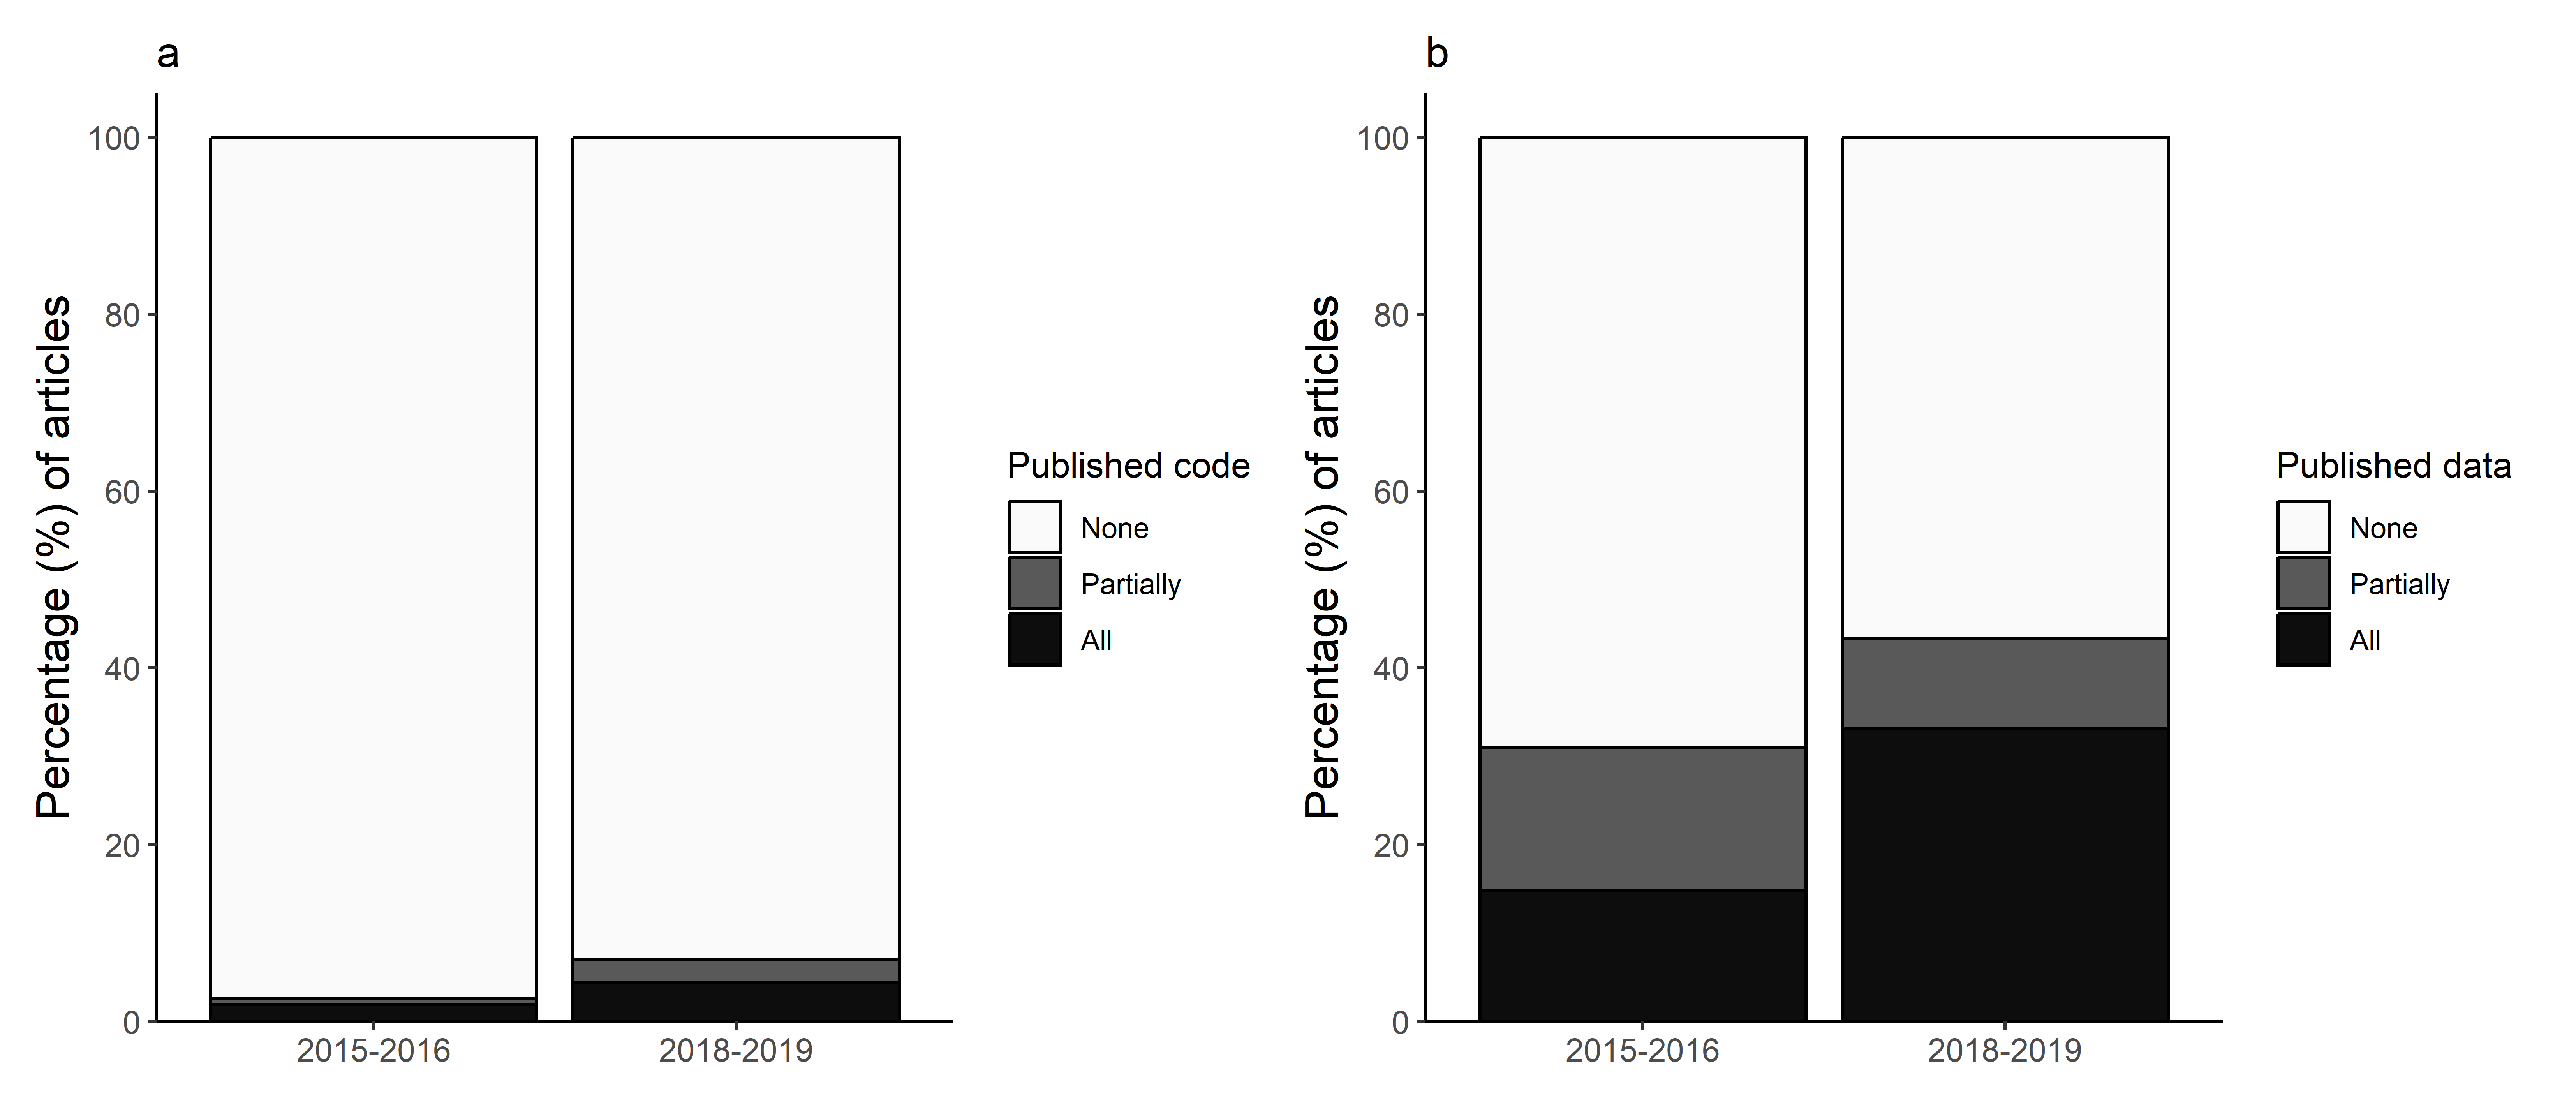 a
Percentage (%) of articles
100
80
60
40
20
0
2015-2016
2018-2019
Published code
None
Partially
All
b
Percentage (%) of articles
100
80
60
40
20
0
2015-2016
2018-2019
Published data
None
Partially
All